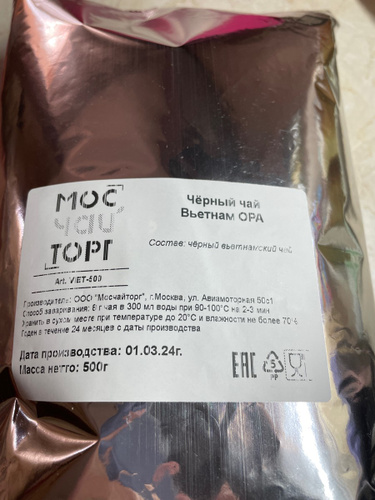 МОС
чай
ТОРГ
Art. VIET-500
Чёрный чай
Вьетнам ОРА
Состав: чёрный вьетнамский чай
Производитель: ООО "Мосчайторг", г.Москва, ул. Авиамоторная 50с1
Способ заваривания: 6 г чая в 300 мл воды при 90-100°С на 2-3 мин
Хранить в сухом месте при температуре до 20°С и влажности не более 70%
Годен в течение 24 месяцев с даты производства
Дата производства: 01.03.24г.
Масса нетто: 500г
EAC
5
PP